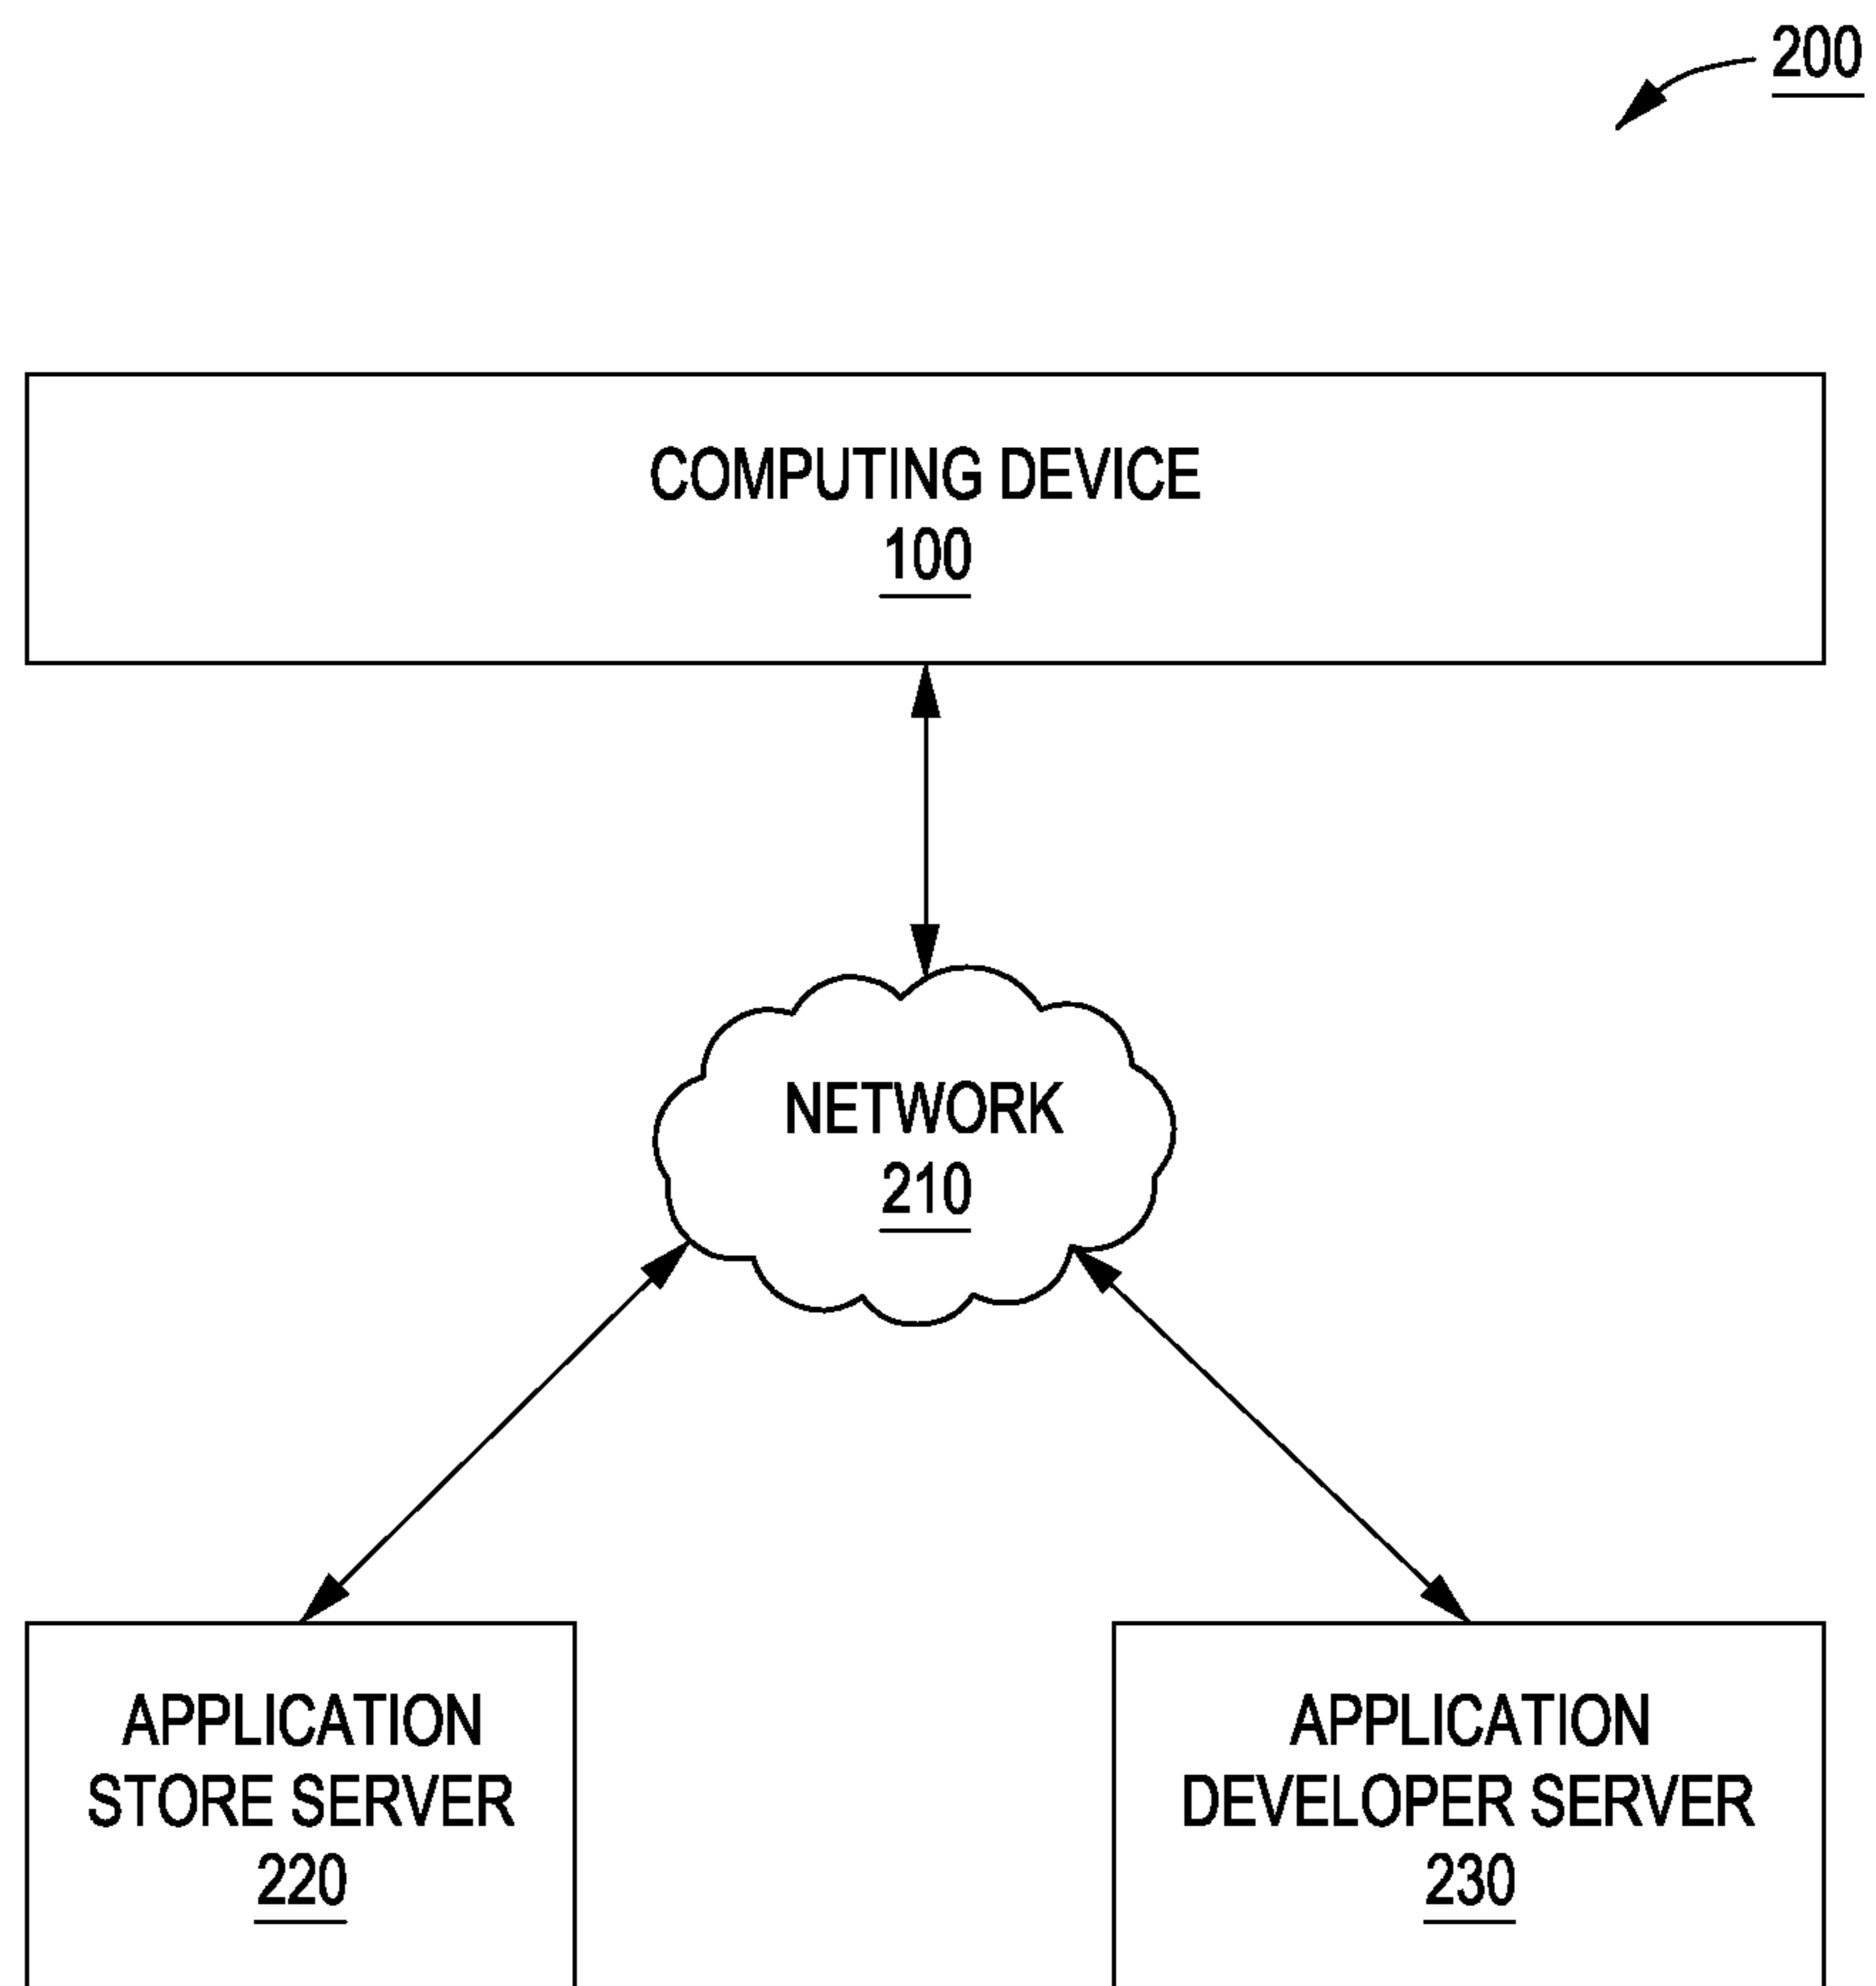 200
COMPUTING DEVICE
100
NETWORK
210
APPLICATION
STORE SERVER
220
APPLICATION
DEVELOPER SERVER
230